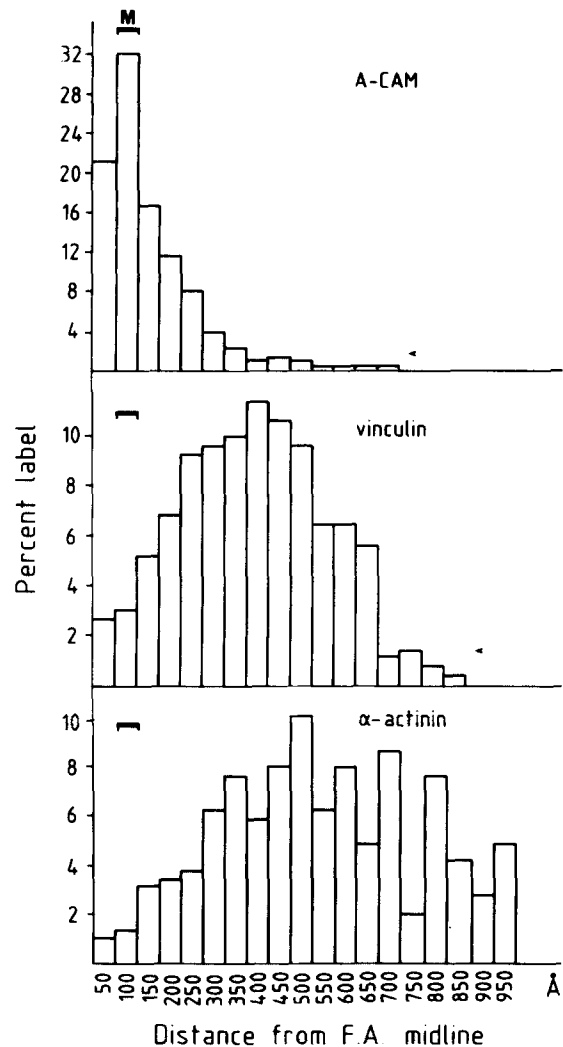 M
A-CAM
32
28
24
20
16
12
8
4
vinculin
10
8
6
4
2
α-actinin
10
8
6
4
2
Percent label
50 100 150 200 250 300 350 400 450 500 550 600 650 700 750 800 850 900 950 Å
Distance from F.A. midline